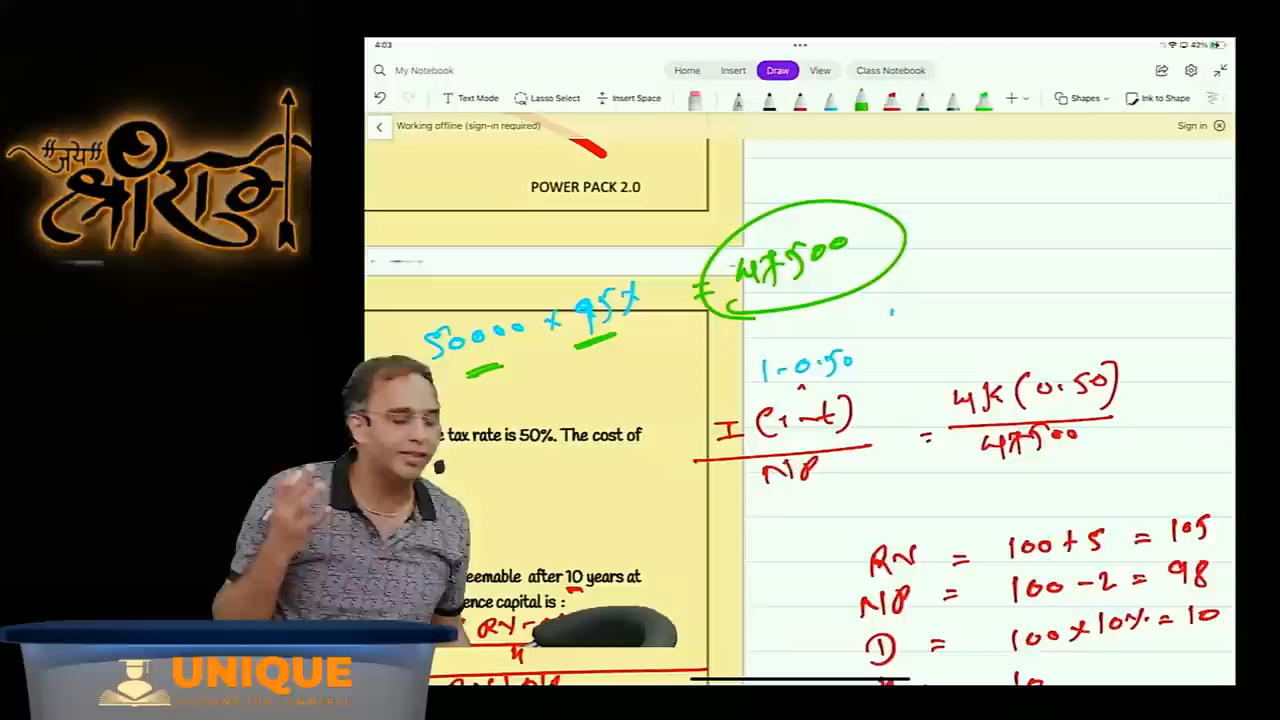 ॥जय॥
श्रीराम
4:03
42%
My Notebook
Home Insert Draw View Class Notebook
Text Mode Lasso Select Insert Space Shapes Ink to Shape
Working offline (sign-in required)
Sign in
POWER PACK 2.0
50000 × 95% = 47500
e tax rate is 50%. The cost of
1-0.50
I(1-t) / NP = 4K(0.50) / 47500
eemable after 10 years at
ence capital is :
RV -
n
RV = 100 + 5 = 105
NP = 100 - 2 = 98
D = 100 × 10% = 10
10
UNIQUE